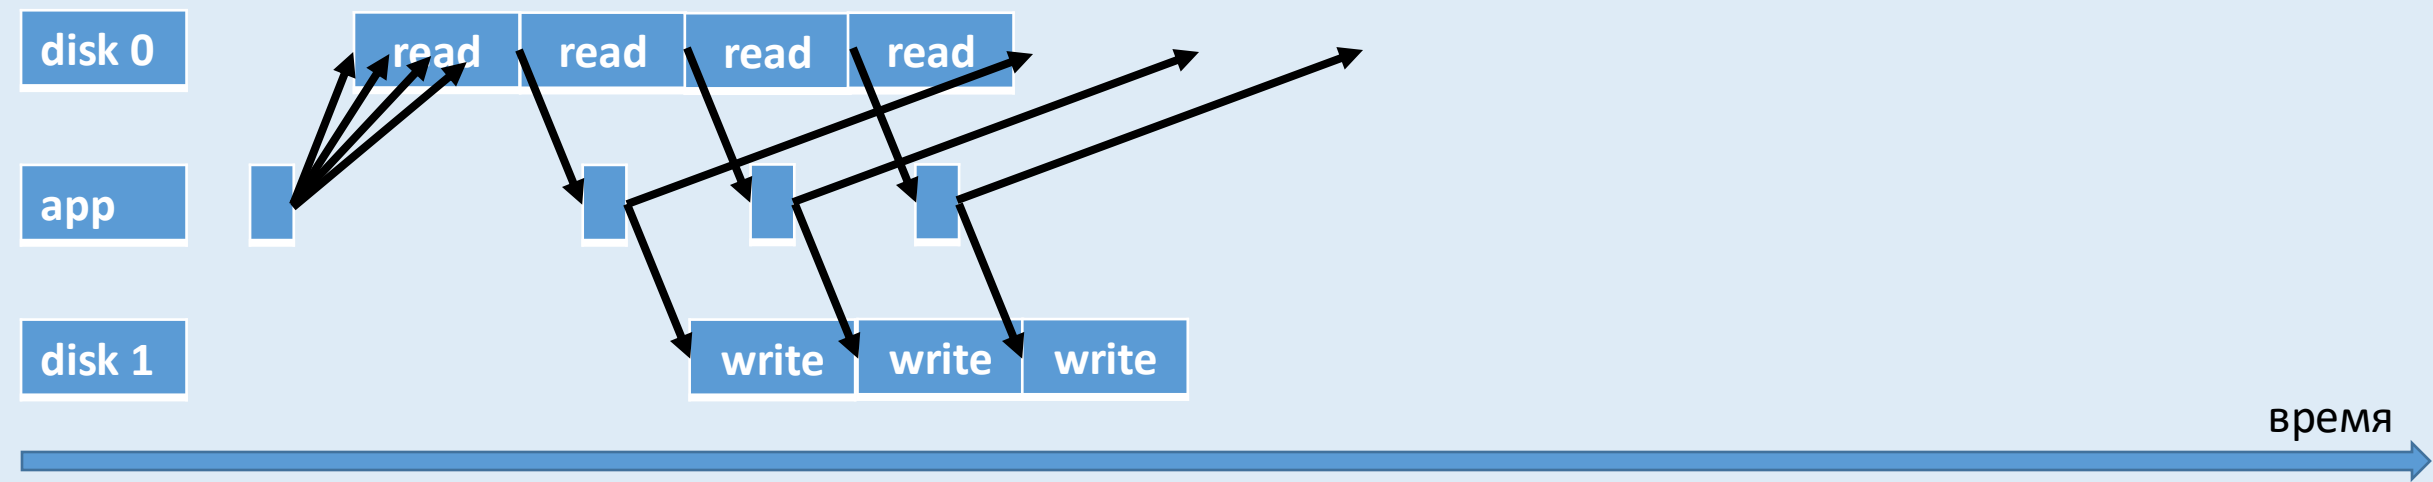 disk 0 read read read read
app
disk 1 write write write
время